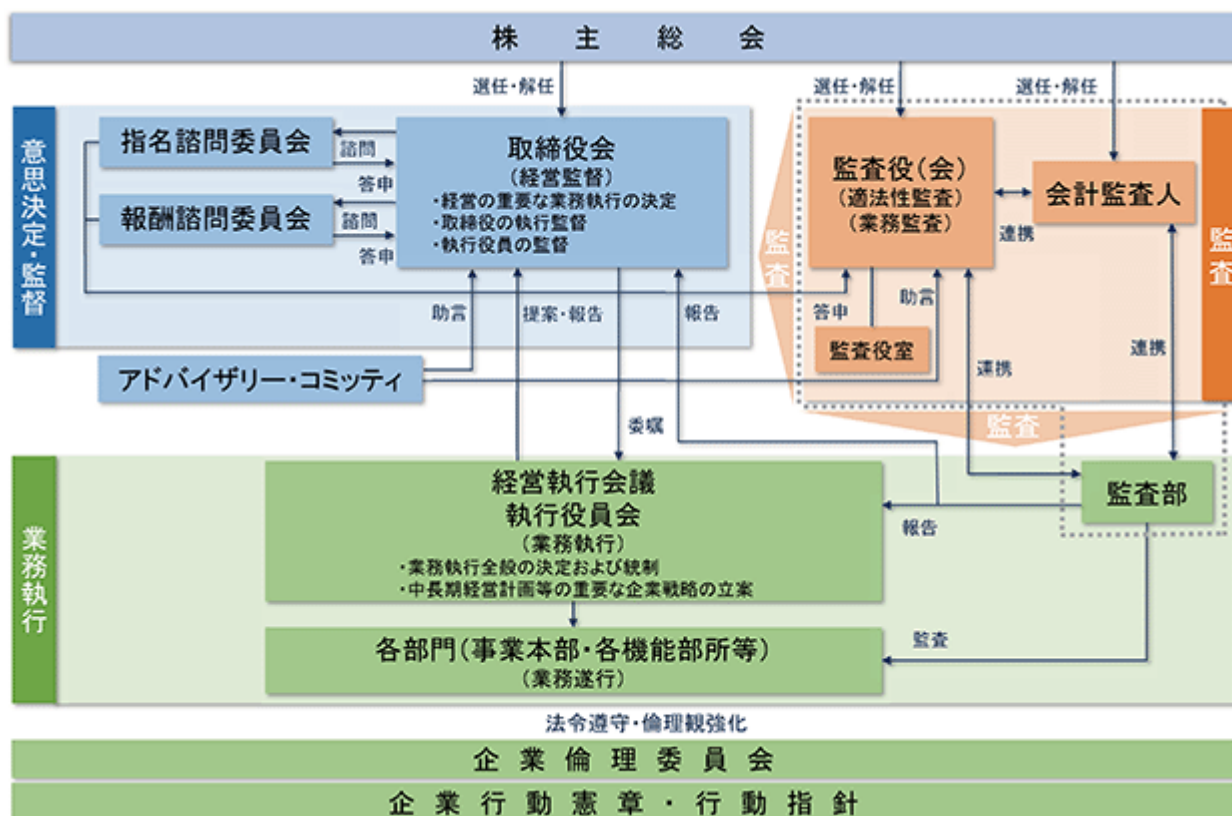 株主総会
選任・解任
選任・解任
選任・解任
意思決定・監督
指名諮問委員会
諮問
答申
報酬諮問委員会
諮問
答申
取締役会
(経営監督)
・経営の重要な業務執行の決定
・取締役の執行監督
・執行役員の監督
監査
監査役(会)
(適法性監査)
(業務監査)
連携
会計監査人
監査
助言
提案・報告
報告
答申
助言
監査役室
連携
連携
アドバイザリー・コミッティ
委嘱
監査
業務執行
経営執行会議
執行役員会
(業務執行)
・業務執行全般の決定および統制
・中長期経営計画等の重要な企業戦略の立案
報告
監査部
各部門(事業本部・各機能部所等)
(業務遂行)
監査
法令遵守・倫理観強化
企業倫理委員会
企業行動憲章・行動指針